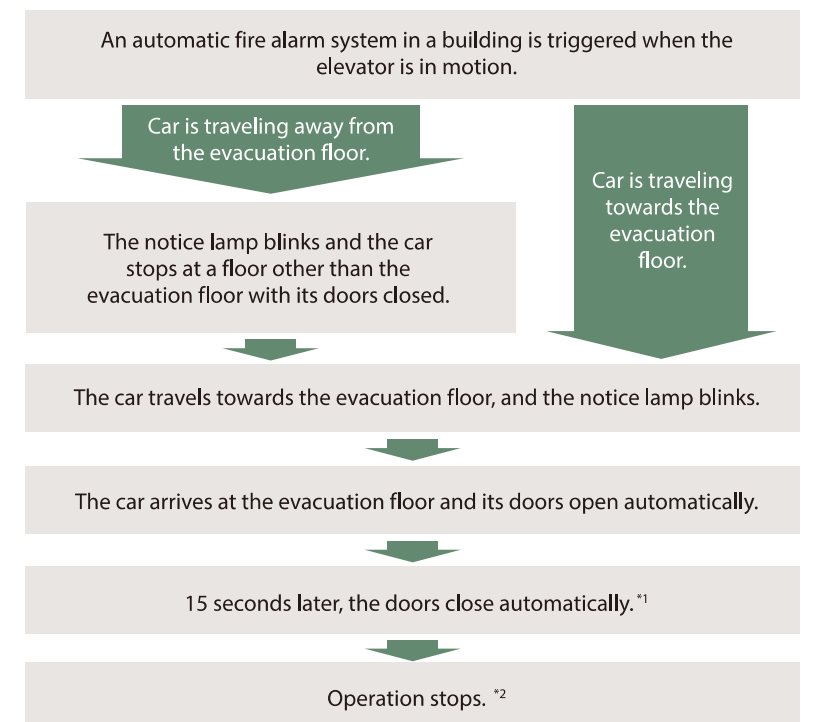 An automatic fire alarm system in a building is triggered when the
elevator is in motion.
Car is traveling away from
the evacuation floor.
Car is traveling
towards the
evacuation
floor.
The notice lamp blinks and the car
stops at a floor other than the
evacuation floor with its doors closed.
The car travels towards the evacuation floor, and the notice lamp blinks.
The car arrives at the evacuation floor and its doors open automatically.
15 seconds later, the doors close automatically.*1
Operation stops. *2